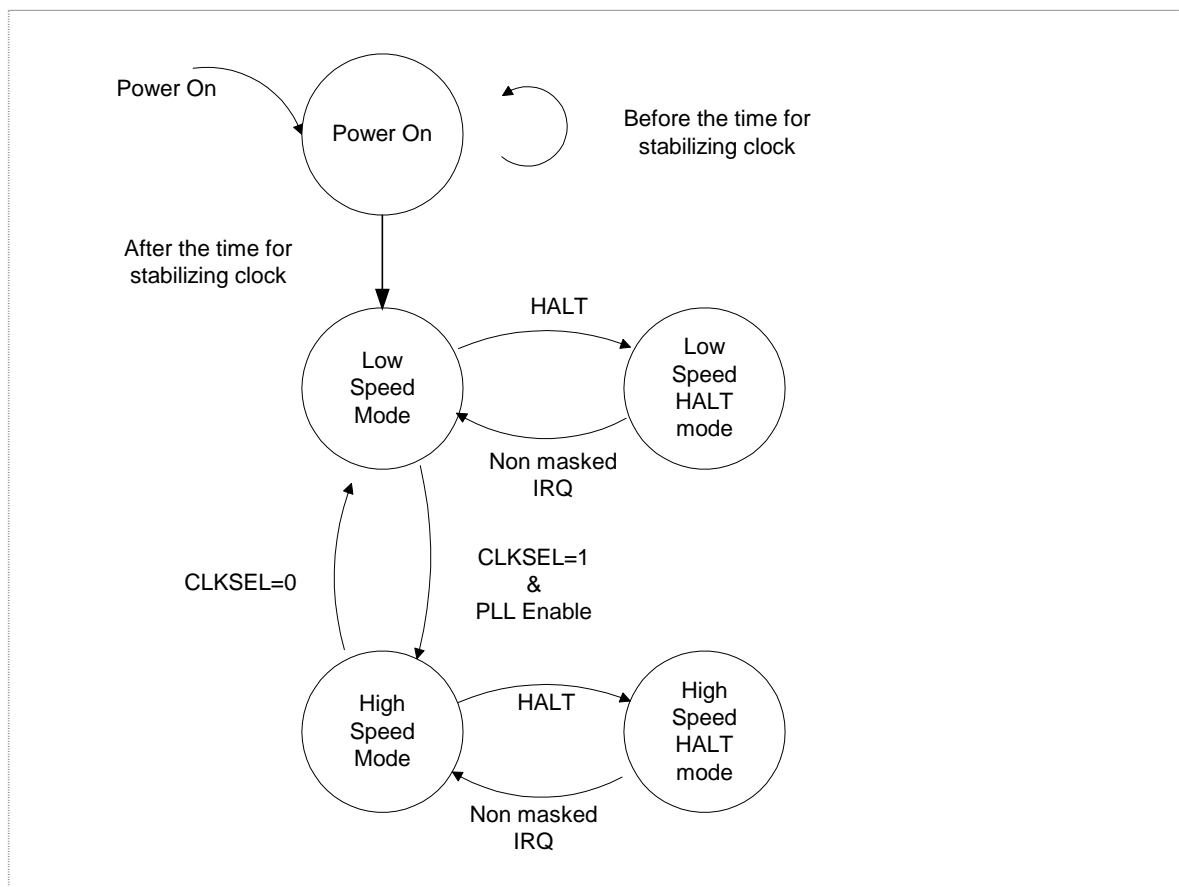 Power On
Power On
Before the time for
stabilizing clock
After the time for
stabilizing clock
HALT
Low
Speed
Mode
Low
Speed
HALT
mode
Non masked
IRQ
CLKSEL=0
CLKSEL=1
&
PLL Enable
High
Speed
Mode
HALT
High
Speed
HALT
mode
Non masked
IRQ